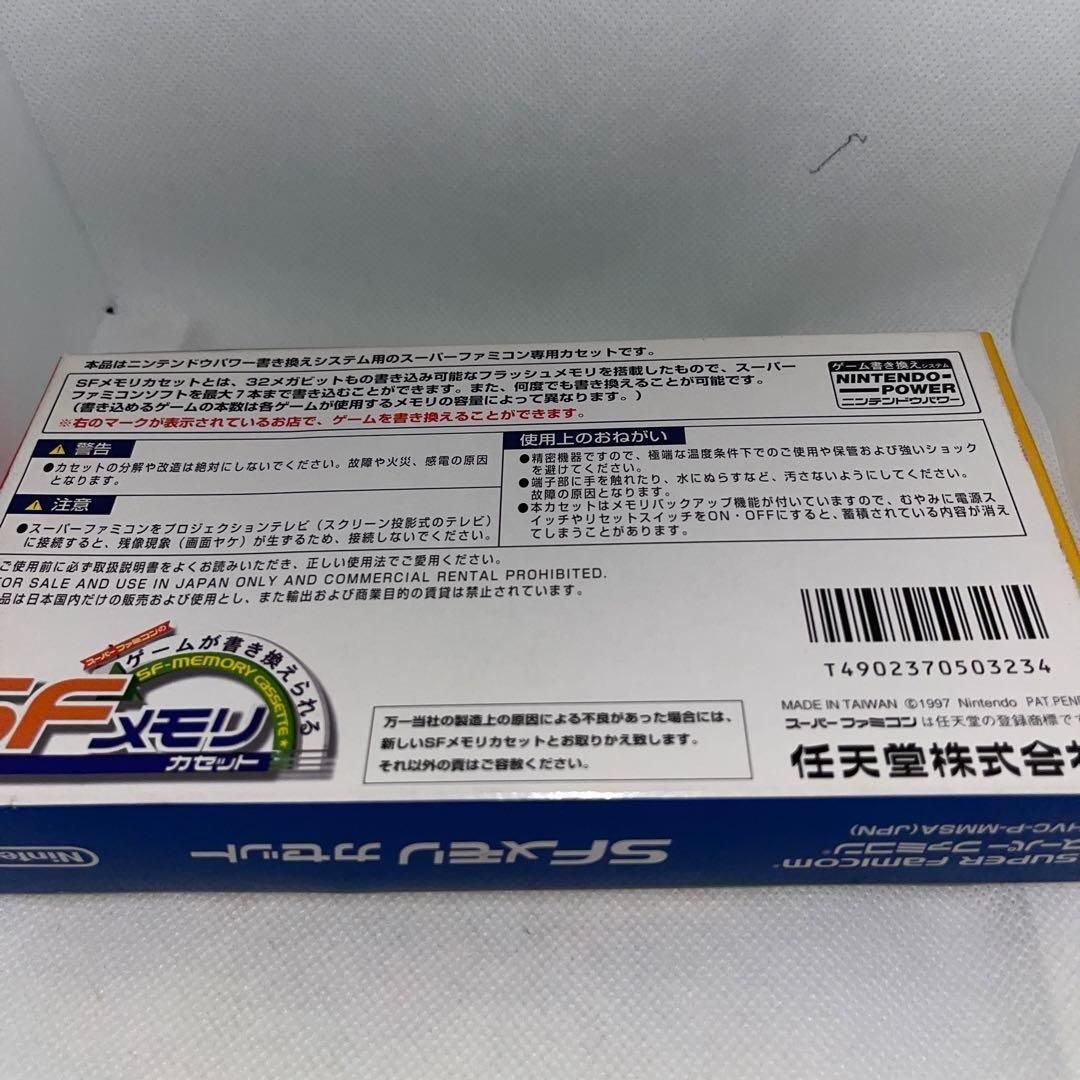 本品はニンテンドウパワー書き換えシステム用のスーパーファミコン専用カセットです。
SFメモリカセットとは、32メガビットもの書き込み可能なフラッシュメモリを搭載したもので、スーパー
ファミコンソフトを最大7本まで書き込むことができます。また、何度でも書き換えることが可能です。
(書き込めるゲームの本数は各ゲームが使用するメモリの容量によって異なります。)
※右のマークが表示されているお店で、ゲームを書き換えることができます。
ゲーム書き換えシステム
NINTENDO
POWER
ニンテンドウパワー
警告
●カセットの分解や改造は絶対にしないでください。故障や火災、感電の原因
となります。
注意
●スーパーファミコンをプロジェクションテレビ(スクリーン投影式のテレビ)
に接続すると、残像現象(画面ヤケ)が生ずるため、接続しないでください。
使用上のおねがい
●精密機器ですので、極端な温度条件下でのご使用や保管および強いショック
を避けてください。
●端子部に手を触れたり、水にぬらすなど、汚さないようにしてください。
故障の原因となります。
●本カセットはメモリバックアップ機能が付いていますので、むやみに電源ス
イッチやリセットスイッチをON・OFFにすると、蓄積されている内容が消え
てしまうことがあります。
ご使用前に必ず取扱説明書をよくお読みいただき、正しい使用法でご愛用ください。
FOR SALE AND USE IN JAPAN ONLY AND COMMERCIAL RENTAL PROHIBITED.
品は日本国内だけの販売および使用とし、また輸出および商業目的の賃貸は禁止されています。
スーパーファミコンの
ゲームが書き換えられる
SF-MEMORY CASSETTE
SFメモリ
カセット
万一当社の製造上の原因による不良があった場合には、
新しいSFメモリカセットとお取りかえ致します。
それ以外の責はご容赦ください。
T4902370503234
MADE IN TAIWAN ©1997 Nintendo PAT.PEN
スーパーファミコンは任天堂の登録商標です
任天堂株式会社
SUPER FAMICOM
スーパーファミコン
HVC-P-MMSA(JPN)
SFメモリ カセット
Ninte